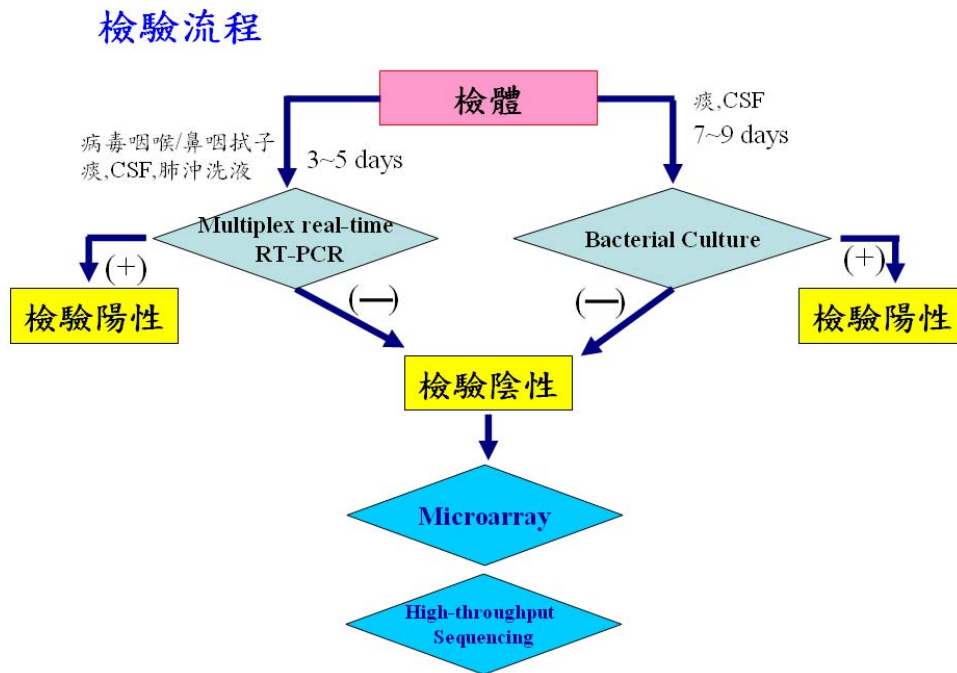 檢驗流程
檢體
痰,CSF
7~9 days
病毒咽喉/鼻咽拭子
痰,CSF,肺沖洗液
3~5 days
Multiplex real-time
RT-PCR
Bacterial Culture
(+)
(+)
(—)
(—)
檢驗陽性
檢驗陽性
檢驗陰性
Microarray
High-throughput
Sequencing